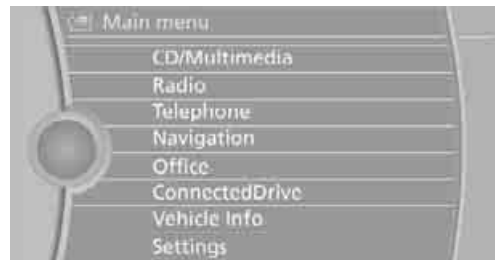 Main menu
CD/Multimedia
Radio
Telephone
Navigation
Office
ConnectedDrive
Vehicle Info
Settings